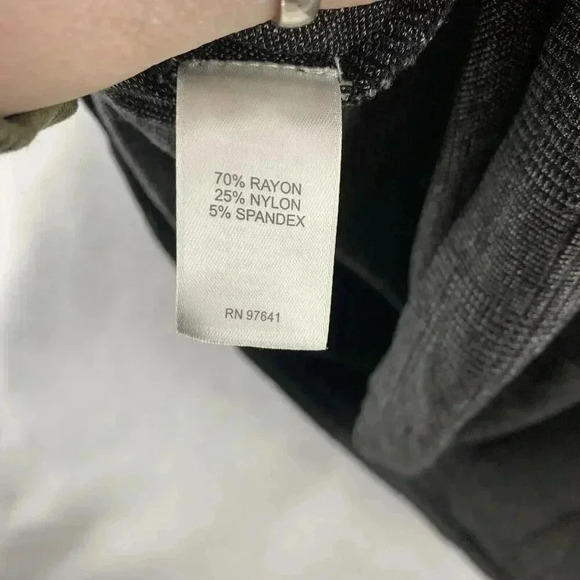 70% RAYON
25% NYLON
5% SPANDEX
RN 97641